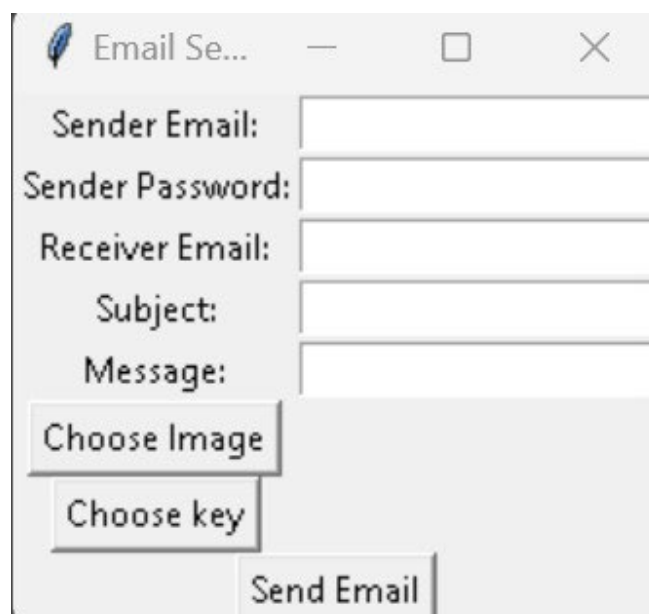 Email Se...
Sender Email:
Sender Password:
Receiver Email:
Subject:
Message:
Choose Image
Choose key
Send Email